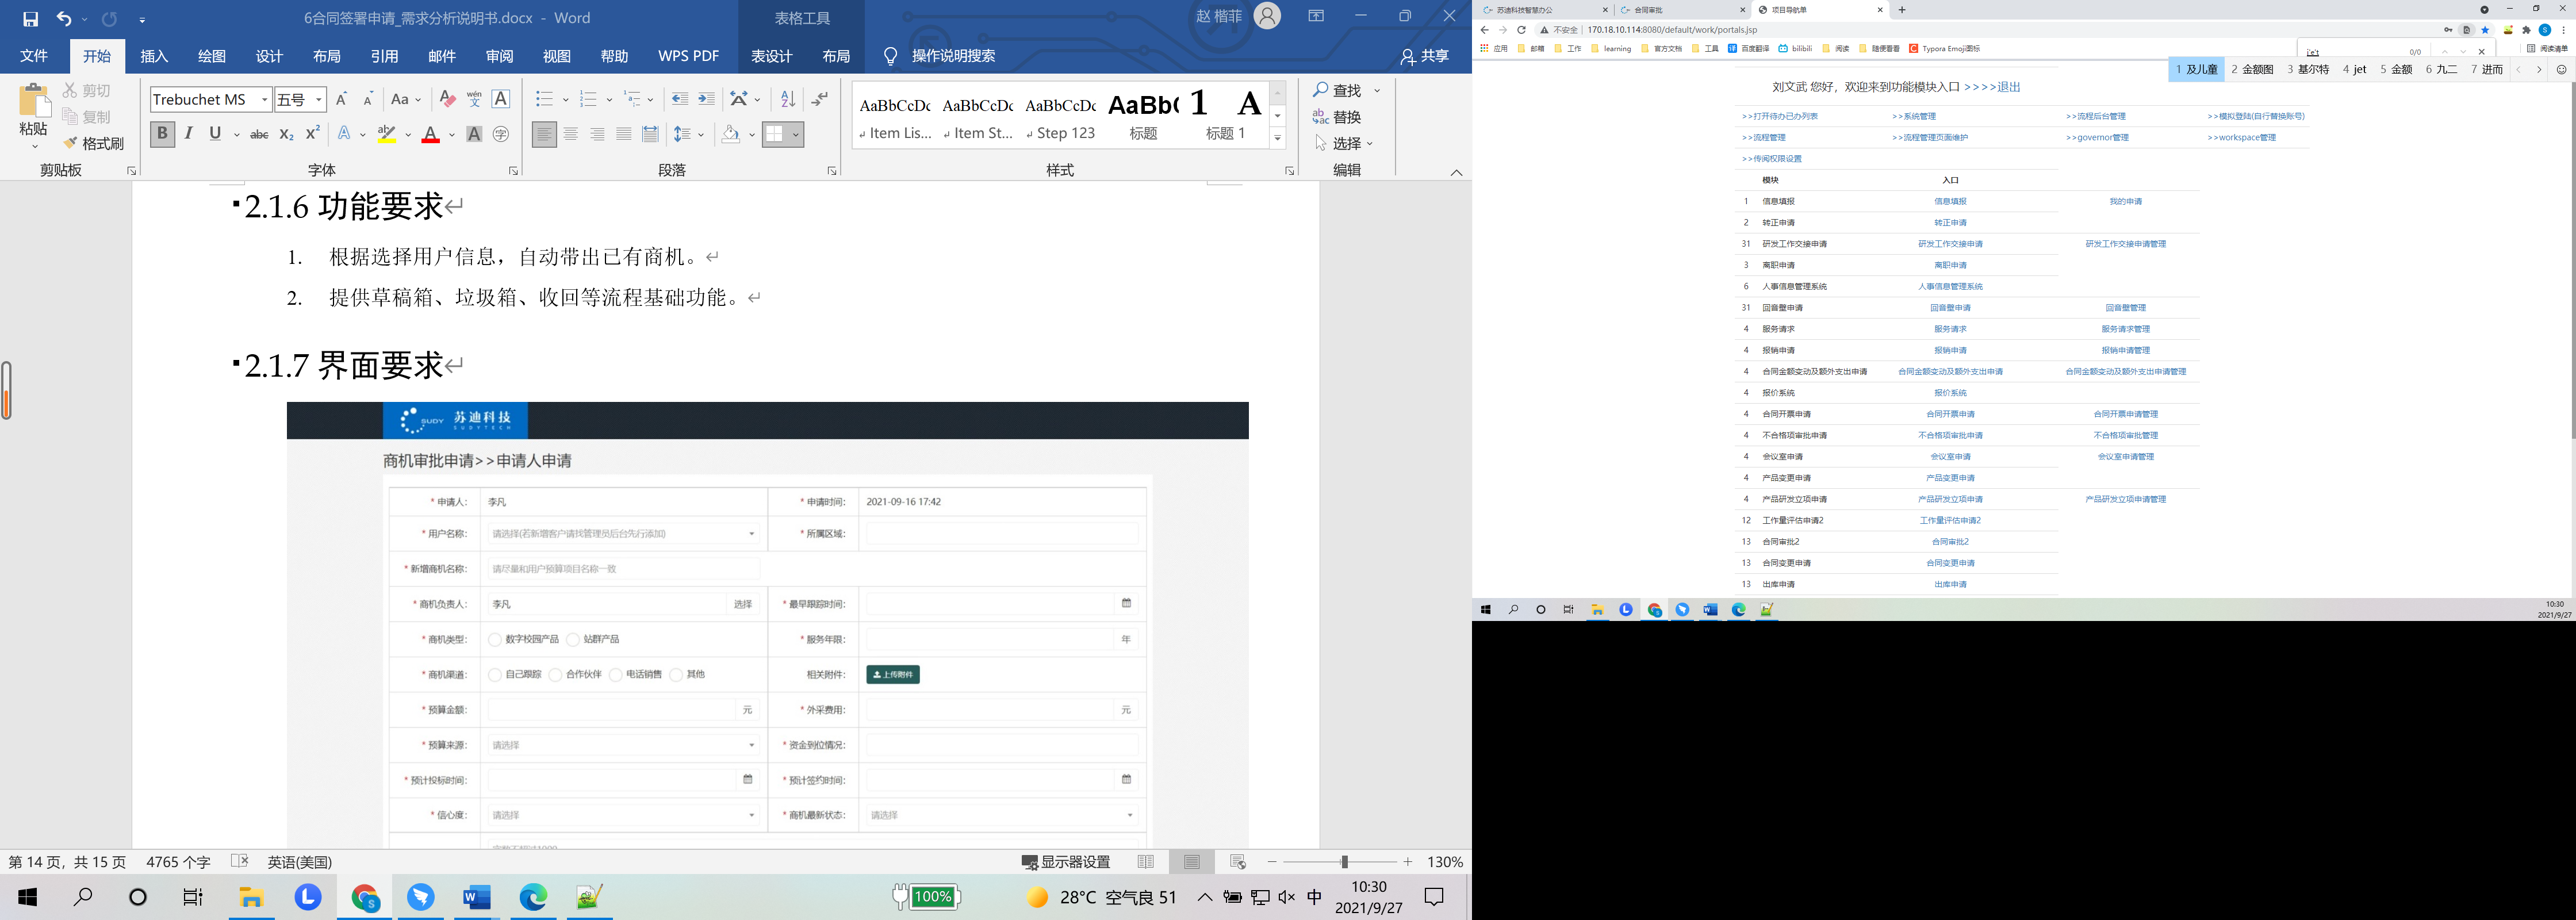 6合同签署申请_需求分析说明书.docx - Word
表格工具
赵 楷菲
文件 开始 插入 绘图 设计 布局 引用 邮件 审阅 视图 帮助 WPS PDF 表设计 布局 操作说明搜索 共享
粘贴
剪切
复制
格式刷
剪贴板
Trebuchet MS 五号
字体
段落
AaBbCcDc AaBbCcDc AaBbCcDc AaBb( 1 A
Item Lis... Item St... Step 123 标题 标题 1
样式
查找
替换
选择
编辑
2.1.6 功能要求
1. 根据选择用户信息，自动带出已有商机。
2. 提供草稿箱、垃圾箱、收回等流程基础功能。
2.1.7 界面要求
SUDY 苏迪科技
SUDYTECH
商机审批申请>>申请人申请
* 申请人： 李凡 * 申请时间： 2021-09-16 17:42
* 用户名称： 请选择(若新增客户请找管理员后台先行添加) * 所属区域：
* 新增商机名称： 请尽量和用户预算项目名称一致
* 商机负责人： 李凡 选择 * 最早跟踪时间：
* 商机类型： 数字校园产品 站群产品 * 服务年限： 年
* 商机渠道： 自己跟踪 合作伙伴 电话销售 其他 相关附件： 上传附件
* 预算金额： 元 * 外采费用： 元
* 预算来源： 请选择 * 资金到位情况：
* 预计投标时间： * 预计签约时间：
* 信心度： 请选择 * 商机最新状态： 请选择
第 14 页，共 15 页 4765 个字 英语(美国) 显示器设置 130%
100% 28°C 空气良 51 中 10:30
2021/9/27
苏迪科技智慧办公 合同审批 项目导航单
不安全 170.18.10.114:8080/default/work/portals.jsp
应用 邮箱 工作 learning 官方文档 工具 百度翻译 bilibili 阅读 随便看看 Typora Emoji图标 阅读清单
0/0
1 及儿童 2 金额图 3 基尔特 4 jet 5 金额 6 九二 7 进而
刘文武 您好，欢迎来到功能模块入口 >>>>退出
>>打开待办已办列表 >>系统管理 >>流程后台管理 >>模拟登陆(自行替换账号)
>>流程管理 >>流程管理页面维护 >>governor管理 >>workspace管理
>>传阅权限设置
模块 入口
1 信息填报 信息填报 我的申请
2 转正申请 转正申请
31 研发工作交接申请 研发工作交接申请 研发工作交接申请管理
3 离职申请 离职申请
6 人事信息管理系统 人事信息管理系统
31 回音壁申请 回音壁申请 回音壁管理
4 服务请求 服务请求 服务请求管理
4 报销申请 报销申请 报销申请管理
4 合同金额变动及额外支出申请 合同金额变动及额外支出申请 合同金额变动及额外支出申请管理
4 报价系统 报价系统
4 合同开票申请 合同开票申请 合同开票申请管理
4 不合格项审批申请 不合格项审批申请 不合格项审批管理
4 会议室申请 会议室申请 会议室申请管理
4 产品变更申请 产品变更申请
4 产品研发立项申请 产品研发立项申请 产品研发立项申请管理
12 工作量评估申请2 工作量评估申请2
13 合同审批2 合同审批2
13 合同变更申请 合同变更申请
13 出库申请 出库申请
10:30
2021/9/27